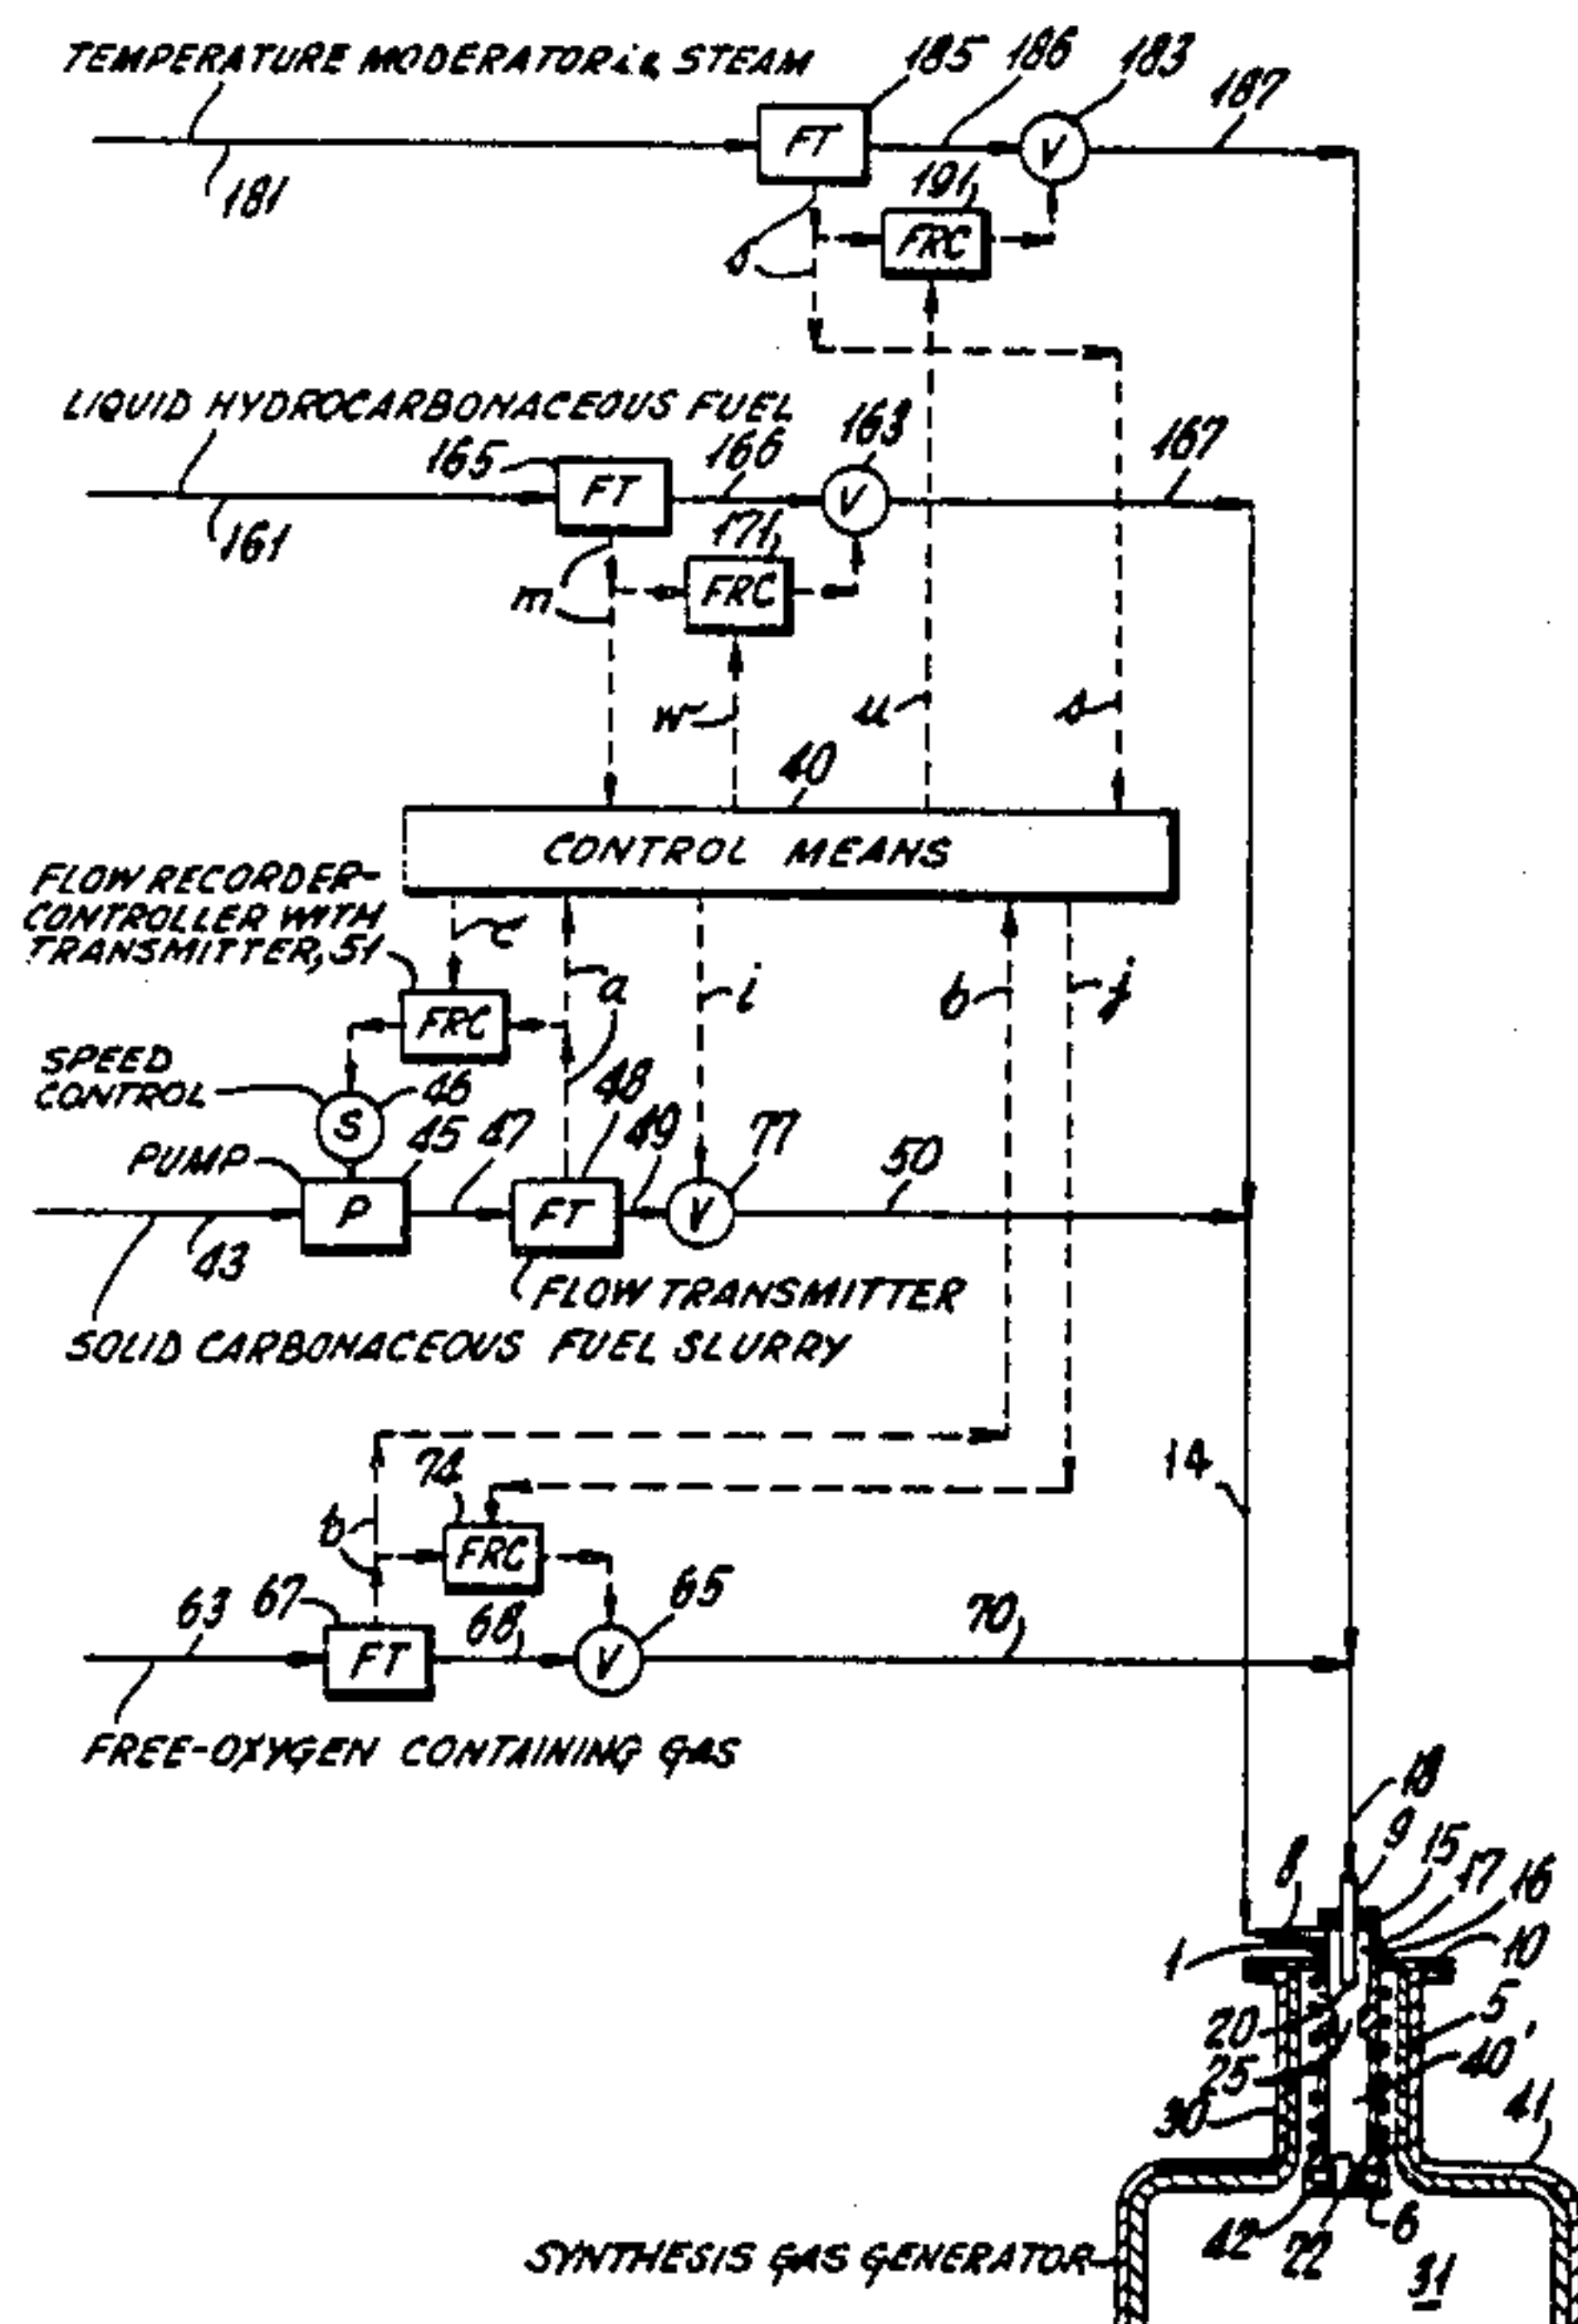 TEMPERATURE MODERATOR i.e. STEAM
185 186 183 187
FT V
181 191
FRC
s
LIQUID HYDROCARBONACEOUS FUEL
165 166 163 167
FT V
161 171
FRC
m
w u s
40
CONTROL MEANS
FLOW RECORDER-
CONTROLLER WITH
TRANSMITTER, 51
a i b j
FRC
SPEED
CONTROL
46 48
S
PUMP 45 47 49 77 50
P FT V
43
FLOW TRANSMITTER
SOLID CARBONACEOUS FUEL SLURRY
74 14
b FRC
63 67 68 65 70
FT V
FREE-OXYGEN CONTAINING GAS
18
8 9 15 17 16
1 10
20 5
25 40'
30 41
42 22 6
SYNTHESIS GAS GENERATOR
31